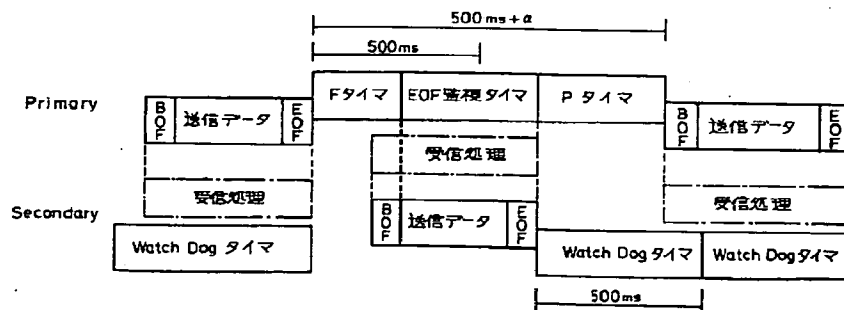 500ms+α
500ms
Primary
BOF 送信データ EOF
Fタイマ EOF監視タイマ Pタイマ
BOF 送信データ EOF
受信処理
受信処理
受信処理
Secondary
BOF 送信データ EOF
Watch Dog タイマ
Watch Dog タイマ Watch Dog タイマ
500ms